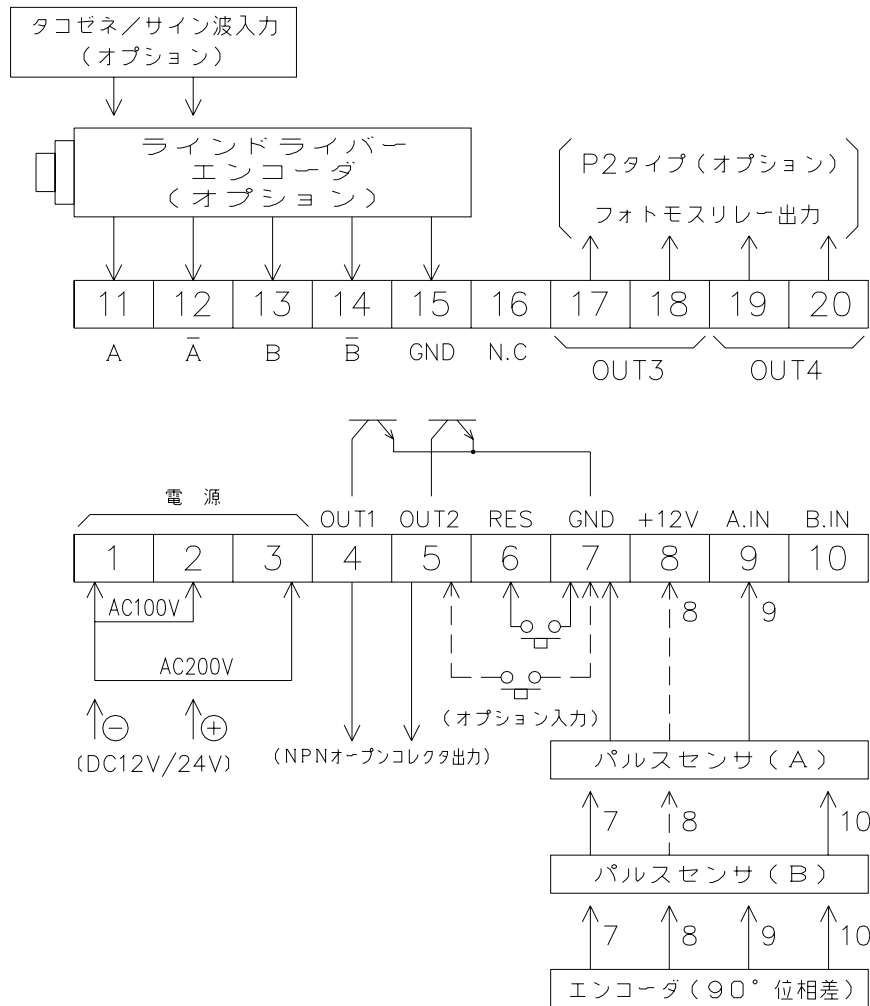 タコゼネ／サイン波入力
（オプション）
ラインドライバー
エンコーダ
（オプション）
P2タイプ（オプション）
フォトモスリレー出力
11 12 13 14 15 16 17 18 19 20
A A̅ B B̅ GND N.C OUT3 OUT4
電 源
OUT1 OUT2 RES GND +12V A.IN B.IN
1 2 3 4 5 6 7 8 9 10
AC100V
8 9
AC200V
（オプション入力）
⊖ ⊕
(DC12V/24V)
(NPNオープンコレクタ出力)
パルスセンサ（A）
7 8 10
パルスセンサ（B）
7 8 9 10
エンコーダ（90°位相差）